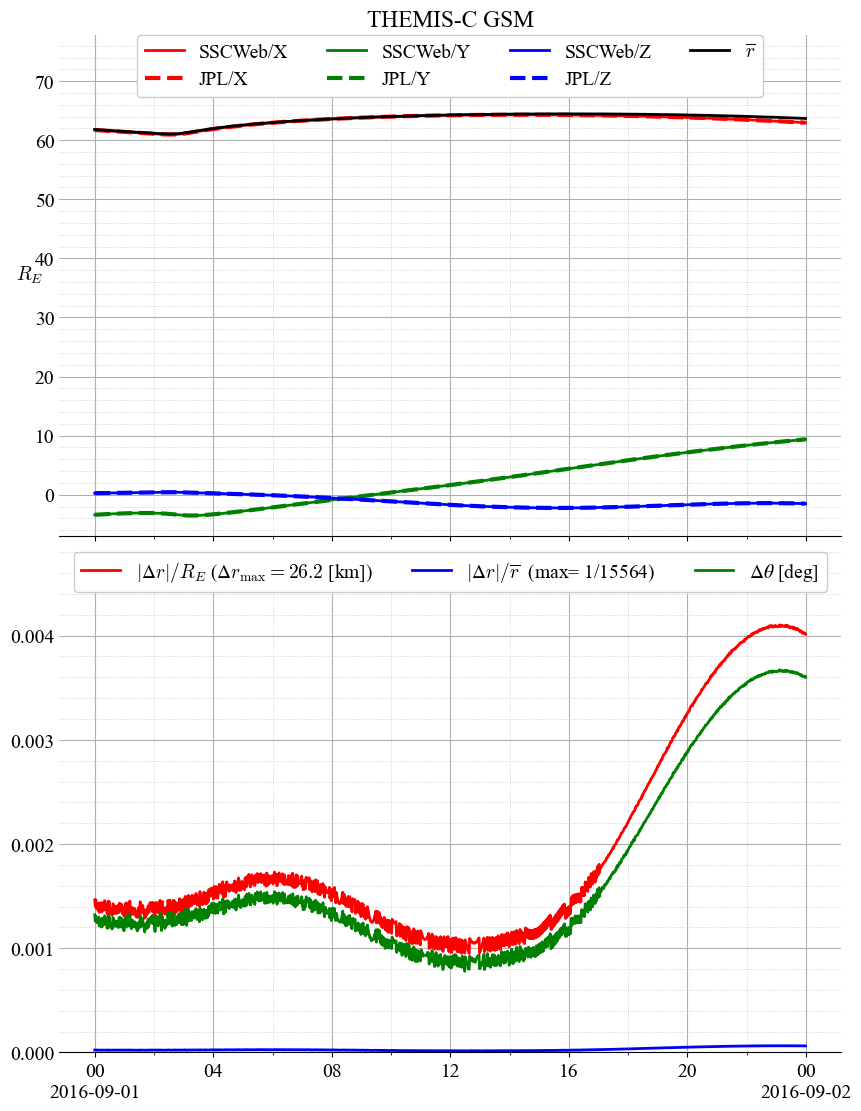 THEMIS-C GSM
SSCWeb/X SSCWeb/Y SSCWeb/Z r̅
JPL/X JPL/Y JPL/Z
70
60
50
40
R_E
30
20
10
0
|Δr|/R_E (Δr_max = 26.2 [km]) |Δr|/r̅ (max= 1/15564) Δθ [deg]
0.004
0.003
0.002
0.001
0.000
00 04 08 12 16 20 00
2016-09-01 2016-09-02